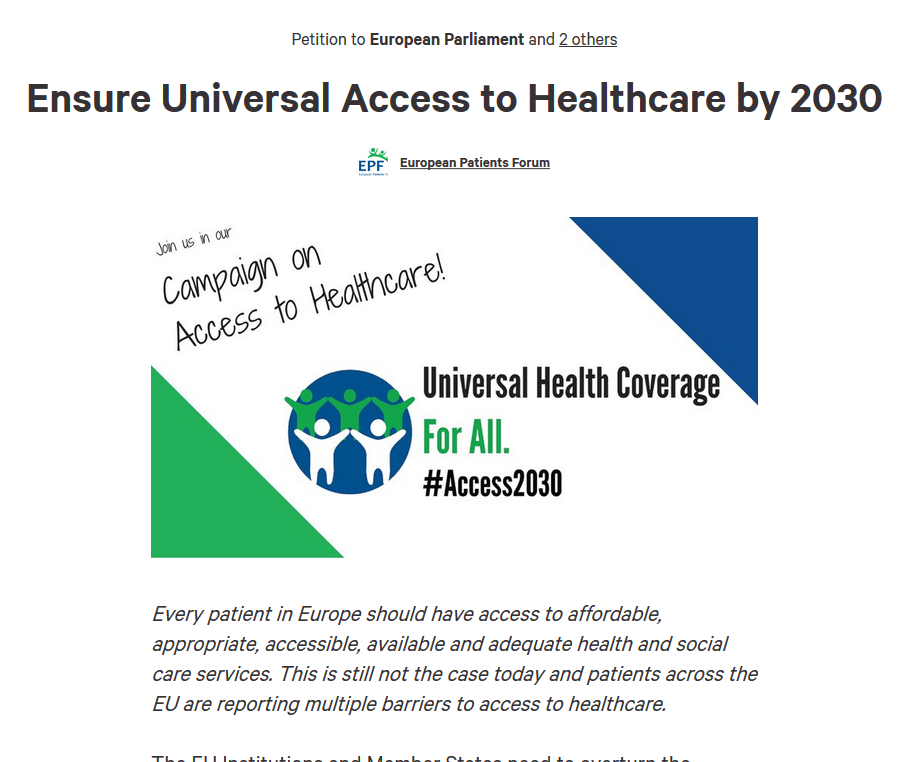 Petition to European Parliament and 2 others
Ensure Universal Access to Healthcare by 2030
EPF
European Patients Forum
Join us in our
Campaign on
Access to Healthcare!
Universal Health Coverage
For All.
#Access2030
Every patient in Europe should have access to affordable,
appropriate, accessible, available and adequate health and social
care services. This is still not the case today and patients across the
EU are reporting multiple barriers to access to healthcare.
The EU Institutions and Member States need to overturn the